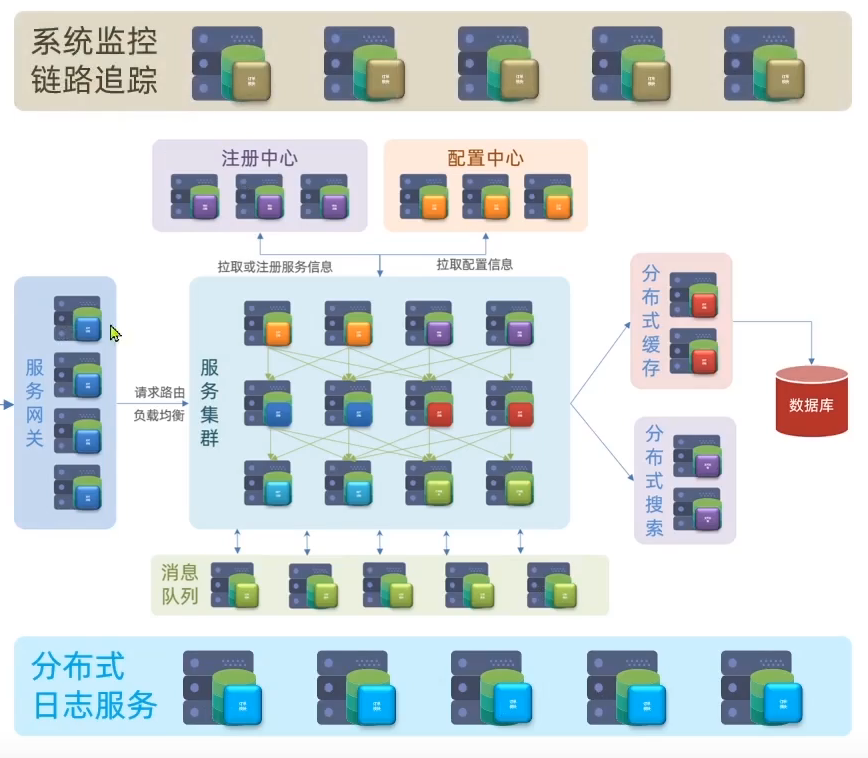 系统监控
链路追踪
注册中心
配置中心
拉取或注册服务信息
拉取配置信息
服务网关
请求路由
负载均衡
服务集群
分布式缓存
数据库
分布式搜索
消息
队列
分布式
日志服务